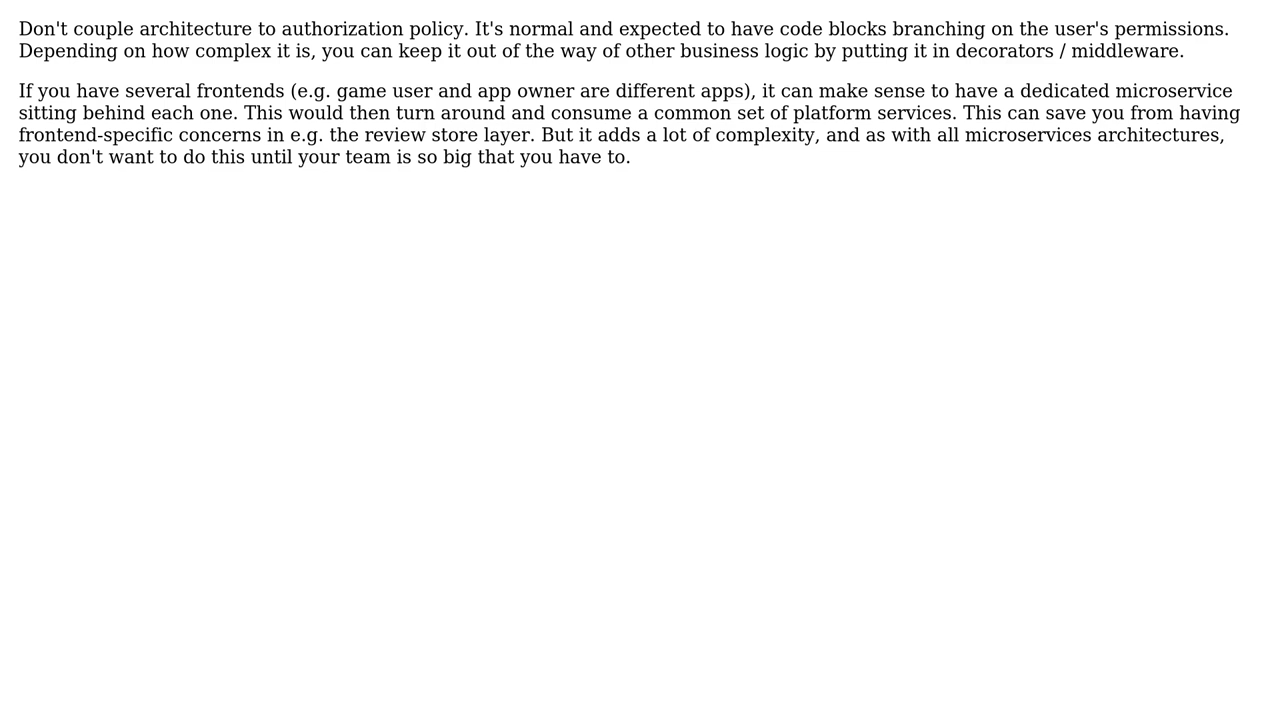 Don't couple architecture to authorization policy. It's normal and expected to have code blocks branching on the user's permissions.
Depending on how complex it is, you can keep it out of the way of other business logic by putting it in decorators / middleware.
If you have several frontends (e.g. game user and app owner are different apps), it can make sense to have a dedicated microservice
sitting behind each one. This would then turn around and consume a common set of platform services. This can save you from having
frontend-specific concerns in e.g. the review store layer. But it adds a lot of complexity, and as with all microservices architectures,
you don't want to do this until your team is so big that you have to.